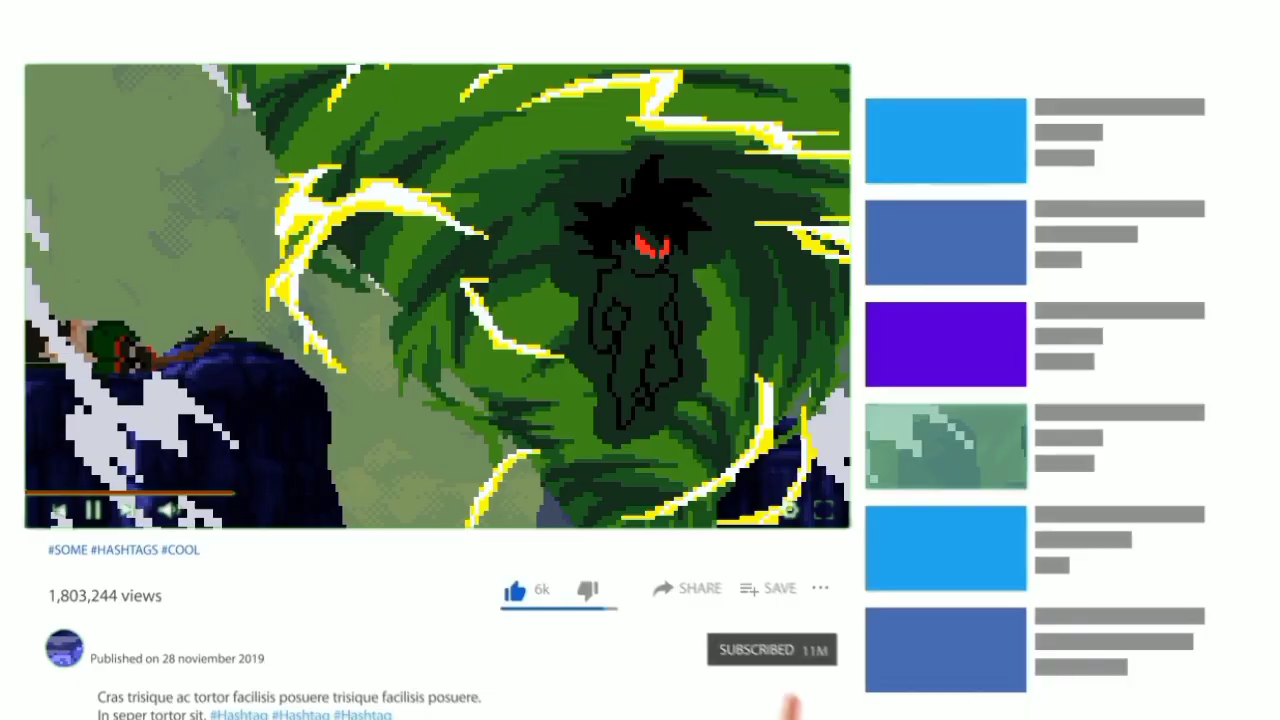 #SOME #HASHTAGS #COOL
1,803,244 views
6k
SHARE
SAVE
Published on 28 noviember 2019
SUBSCRIBED 11M
Cras trisique ac tortor facilisis posuere trisique facilisis posuere.
In seper tortor sit. #Hashtag #Hashtag #Hashtag